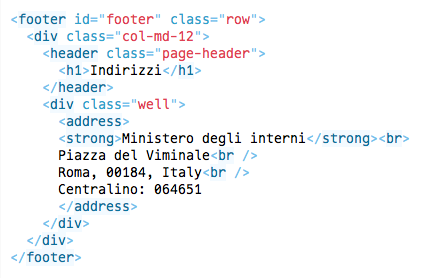 <footer id="footer" class="row">
  <div class="col-md-12">
    <header class="page-header">
      <h1>Indirizzi</h1>
    </header>
    <div class="well">
      <address>
      <strong>Ministero degli interni</strong><br>
      Piazza del Viminale<br />
      Roma, 00184, Italy<br />
      Centralino: 064651
      </address>
    </div>
  </div>
</footer>